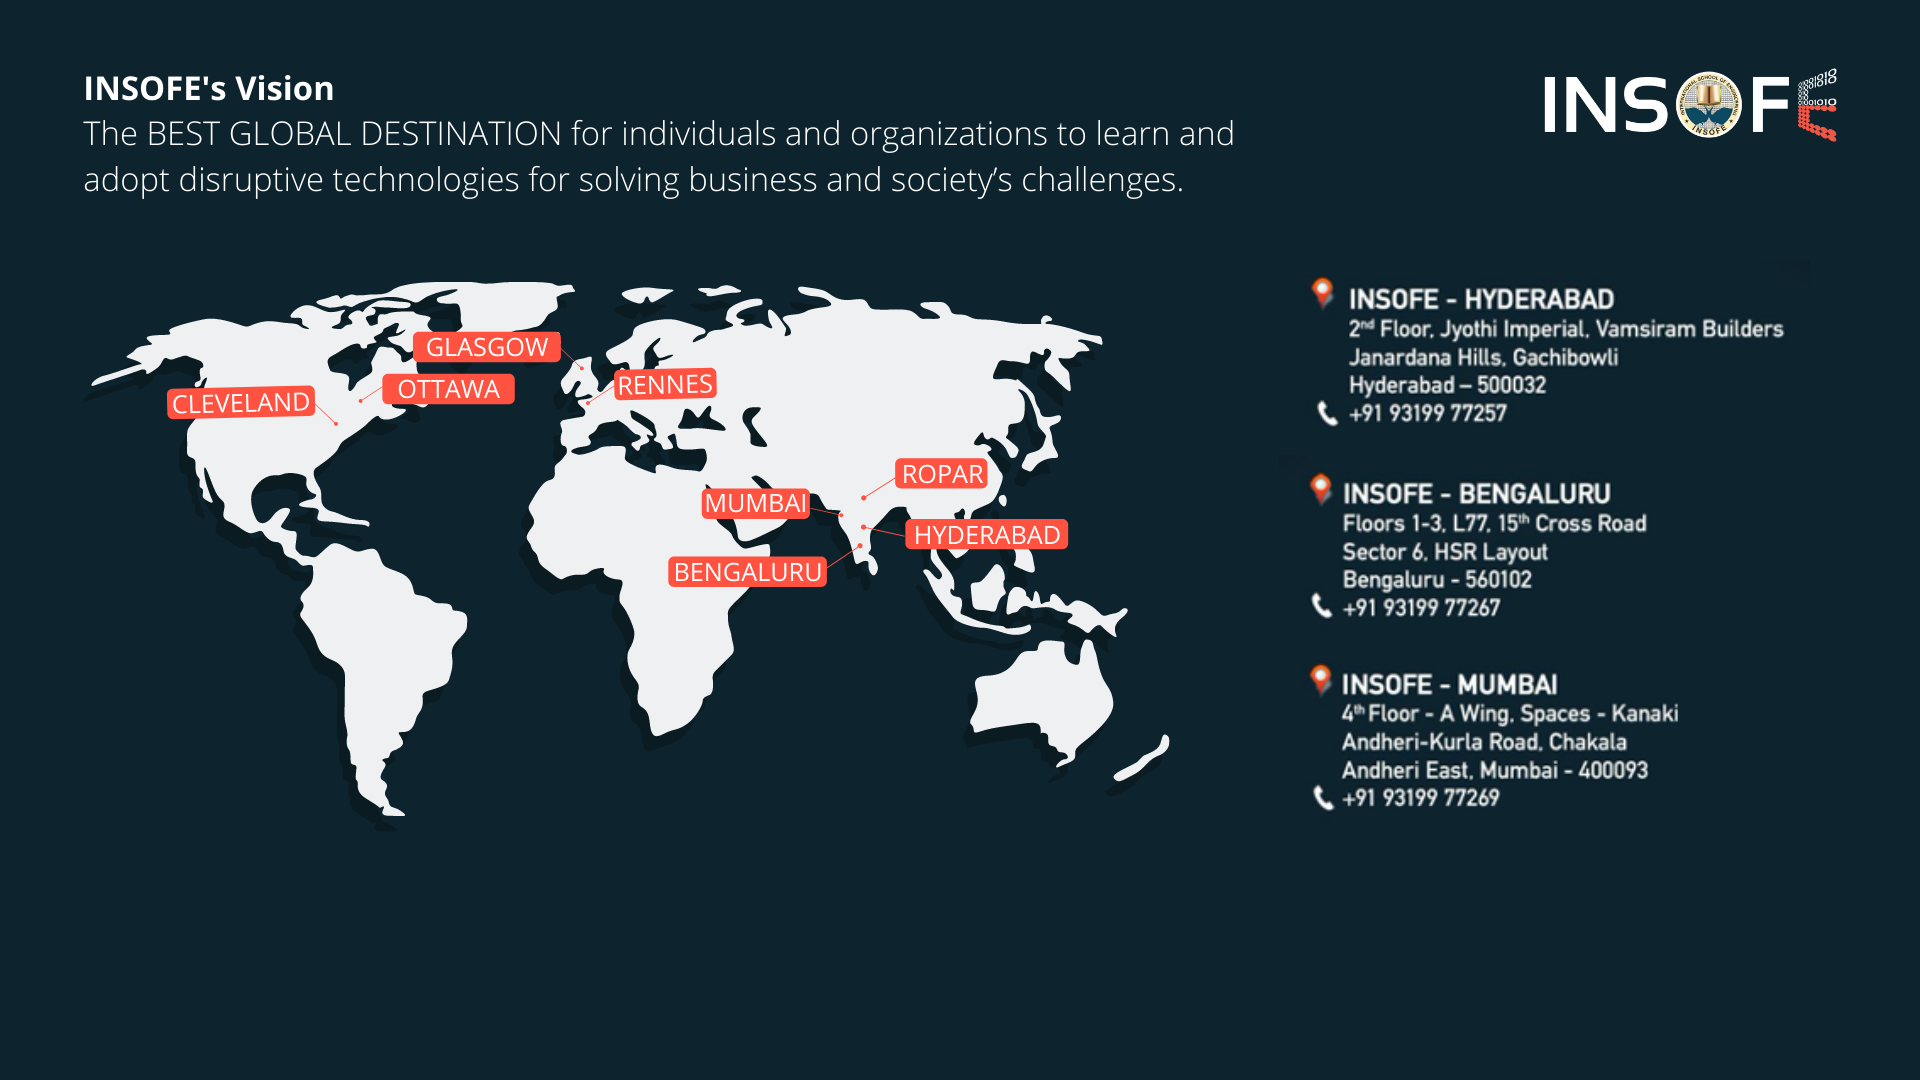 INSOFE's Vision
The BEST GLOBAL DESTINATION for individuals and organizations to learn and
adopt disruptive technologies for solving business and society’s challenges.
INSOFE
GLASGOW
OTTAWA
CLEVELAND
RENNES
ROPAR
MUMBAI
HYDERABAD
BENGALURU
INSOFE - HYDERABAD
2nd Floor, Jyothi Imperial, Vamsiram Builders
Janardana Hills, Gachibowli
Hyderabad – 500032
+91 93199 77257
INSOFE - BENGALURU
Floors 1-3, L77, 15th Cross Road
Sector 6, HSR Layout
Bengaluru - 560102
+91 93199 77267
INSOFE - MUMBAI
4th Floor - A Wing, Spaces - Kanaki
Andheri-Kurla Road, Chakala
Andheri East, Mumbai - 400093
+91 93199 77269